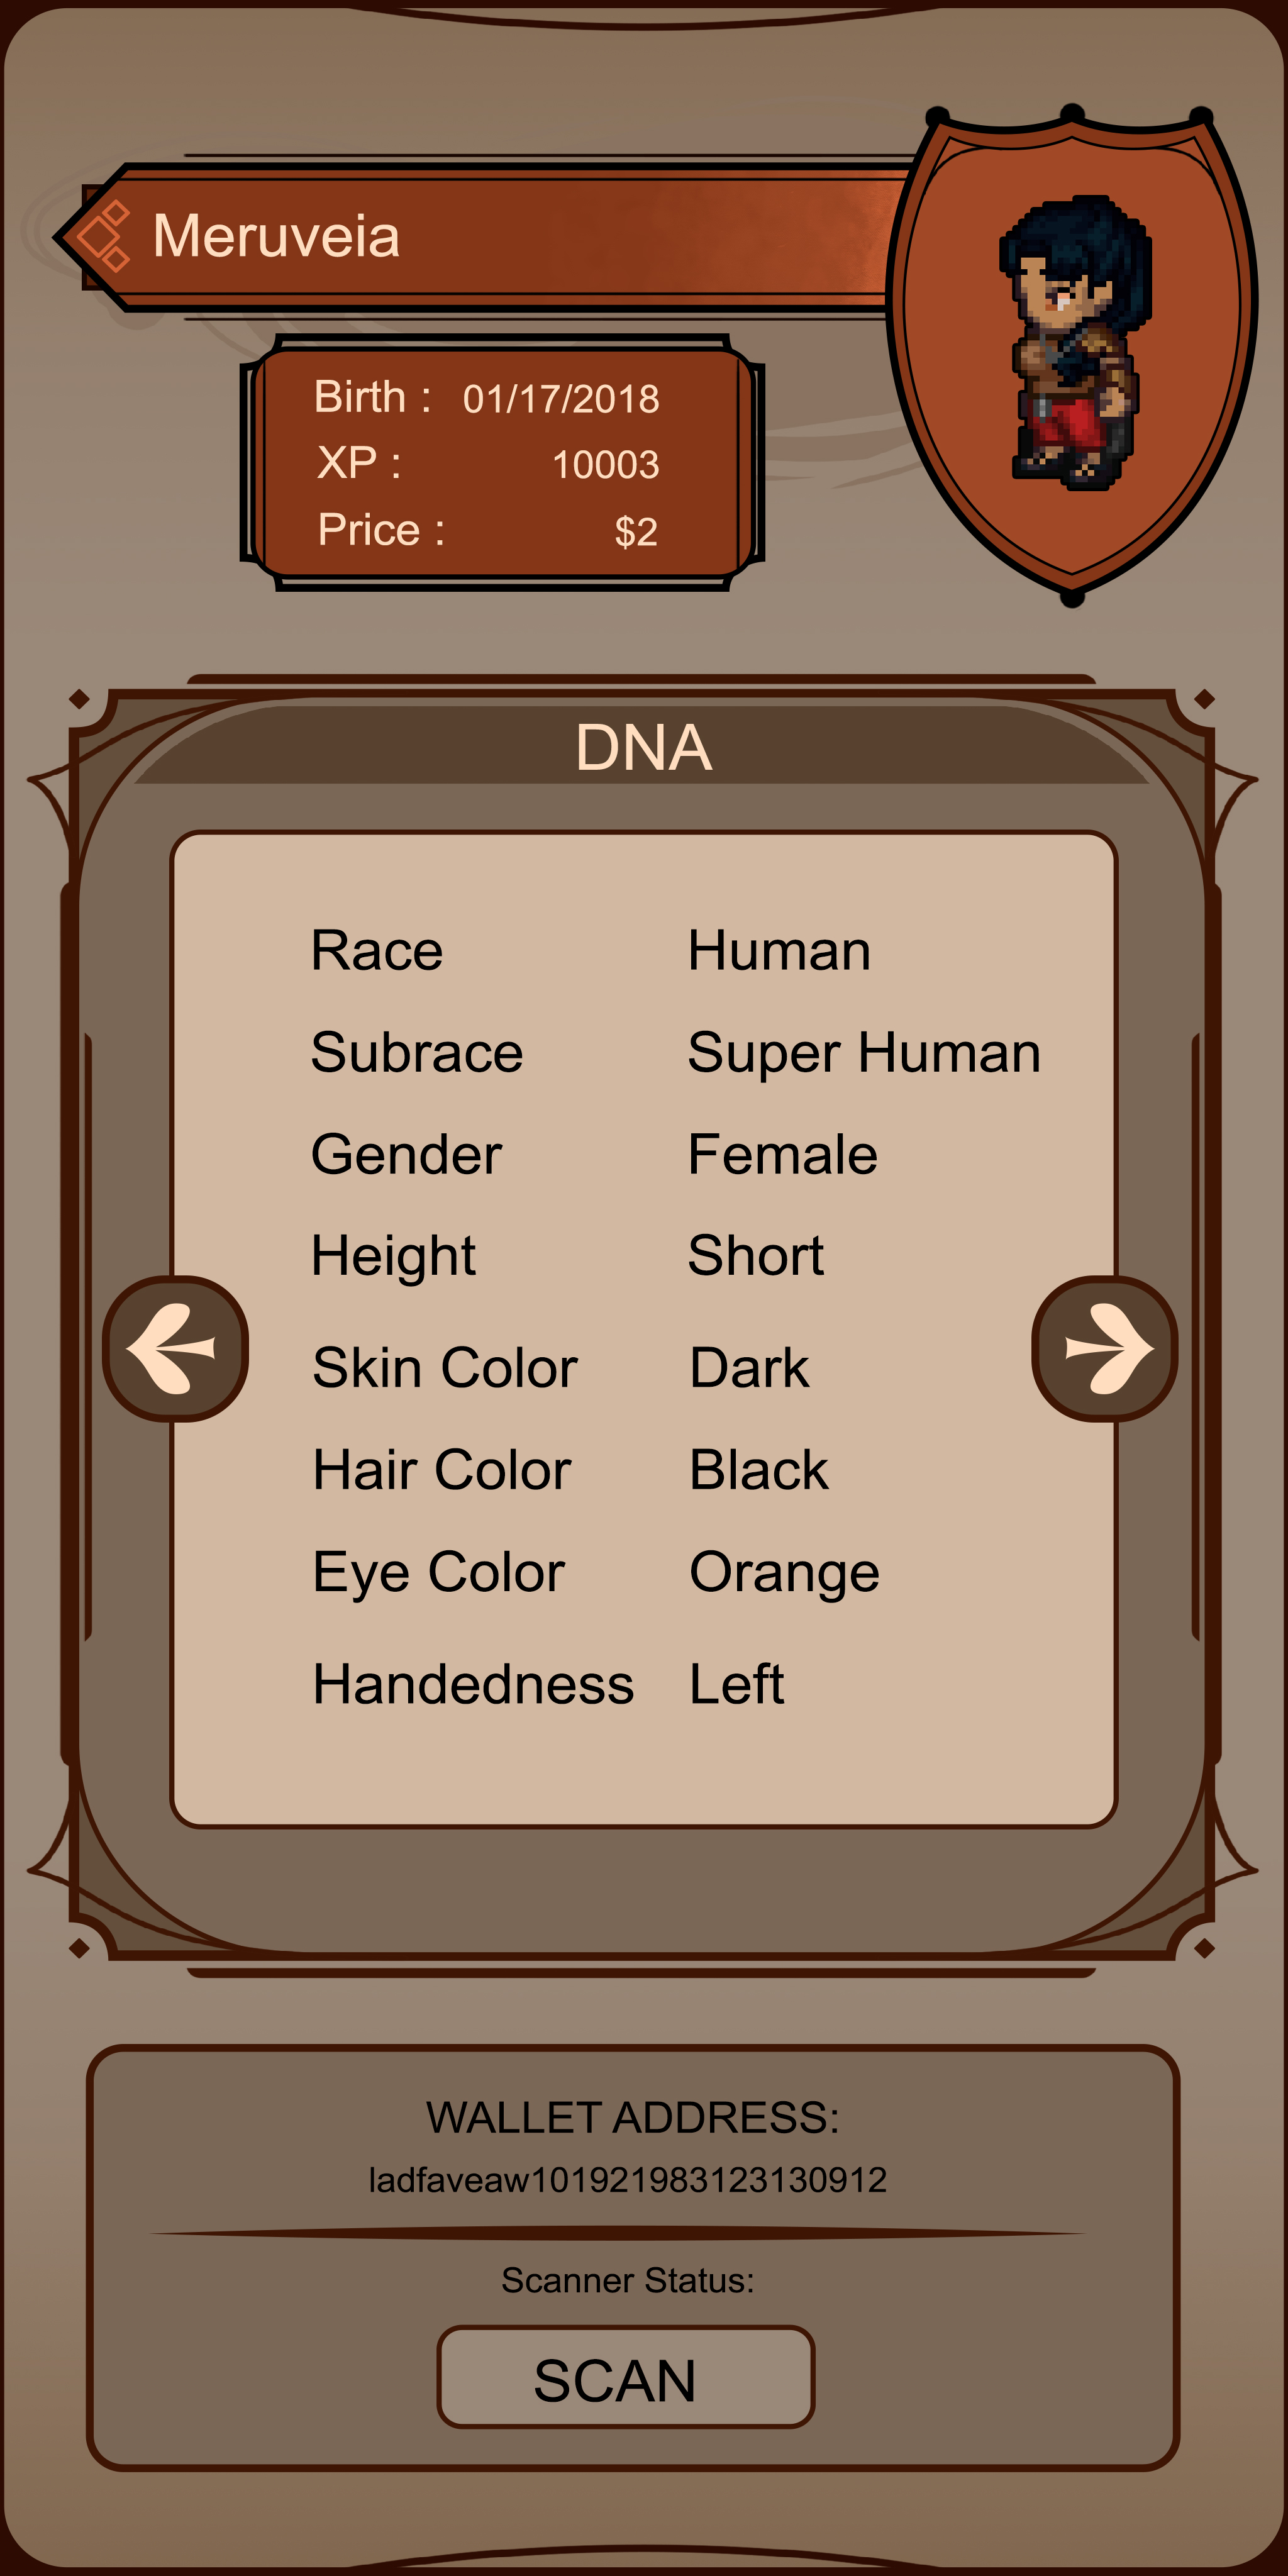 Meruveia
Birth : 01/17/2018
XP : 10003
Price : $2
DNA
Race Human
Subrace Super Human
Gender Female
Height Short
Skin Color Dark
Hair Color Black
Eye Color Orange
Handedness Left
WALLET ADDRESS:
ladfaveaw101921983123130912
Scanner Status:
SCAN